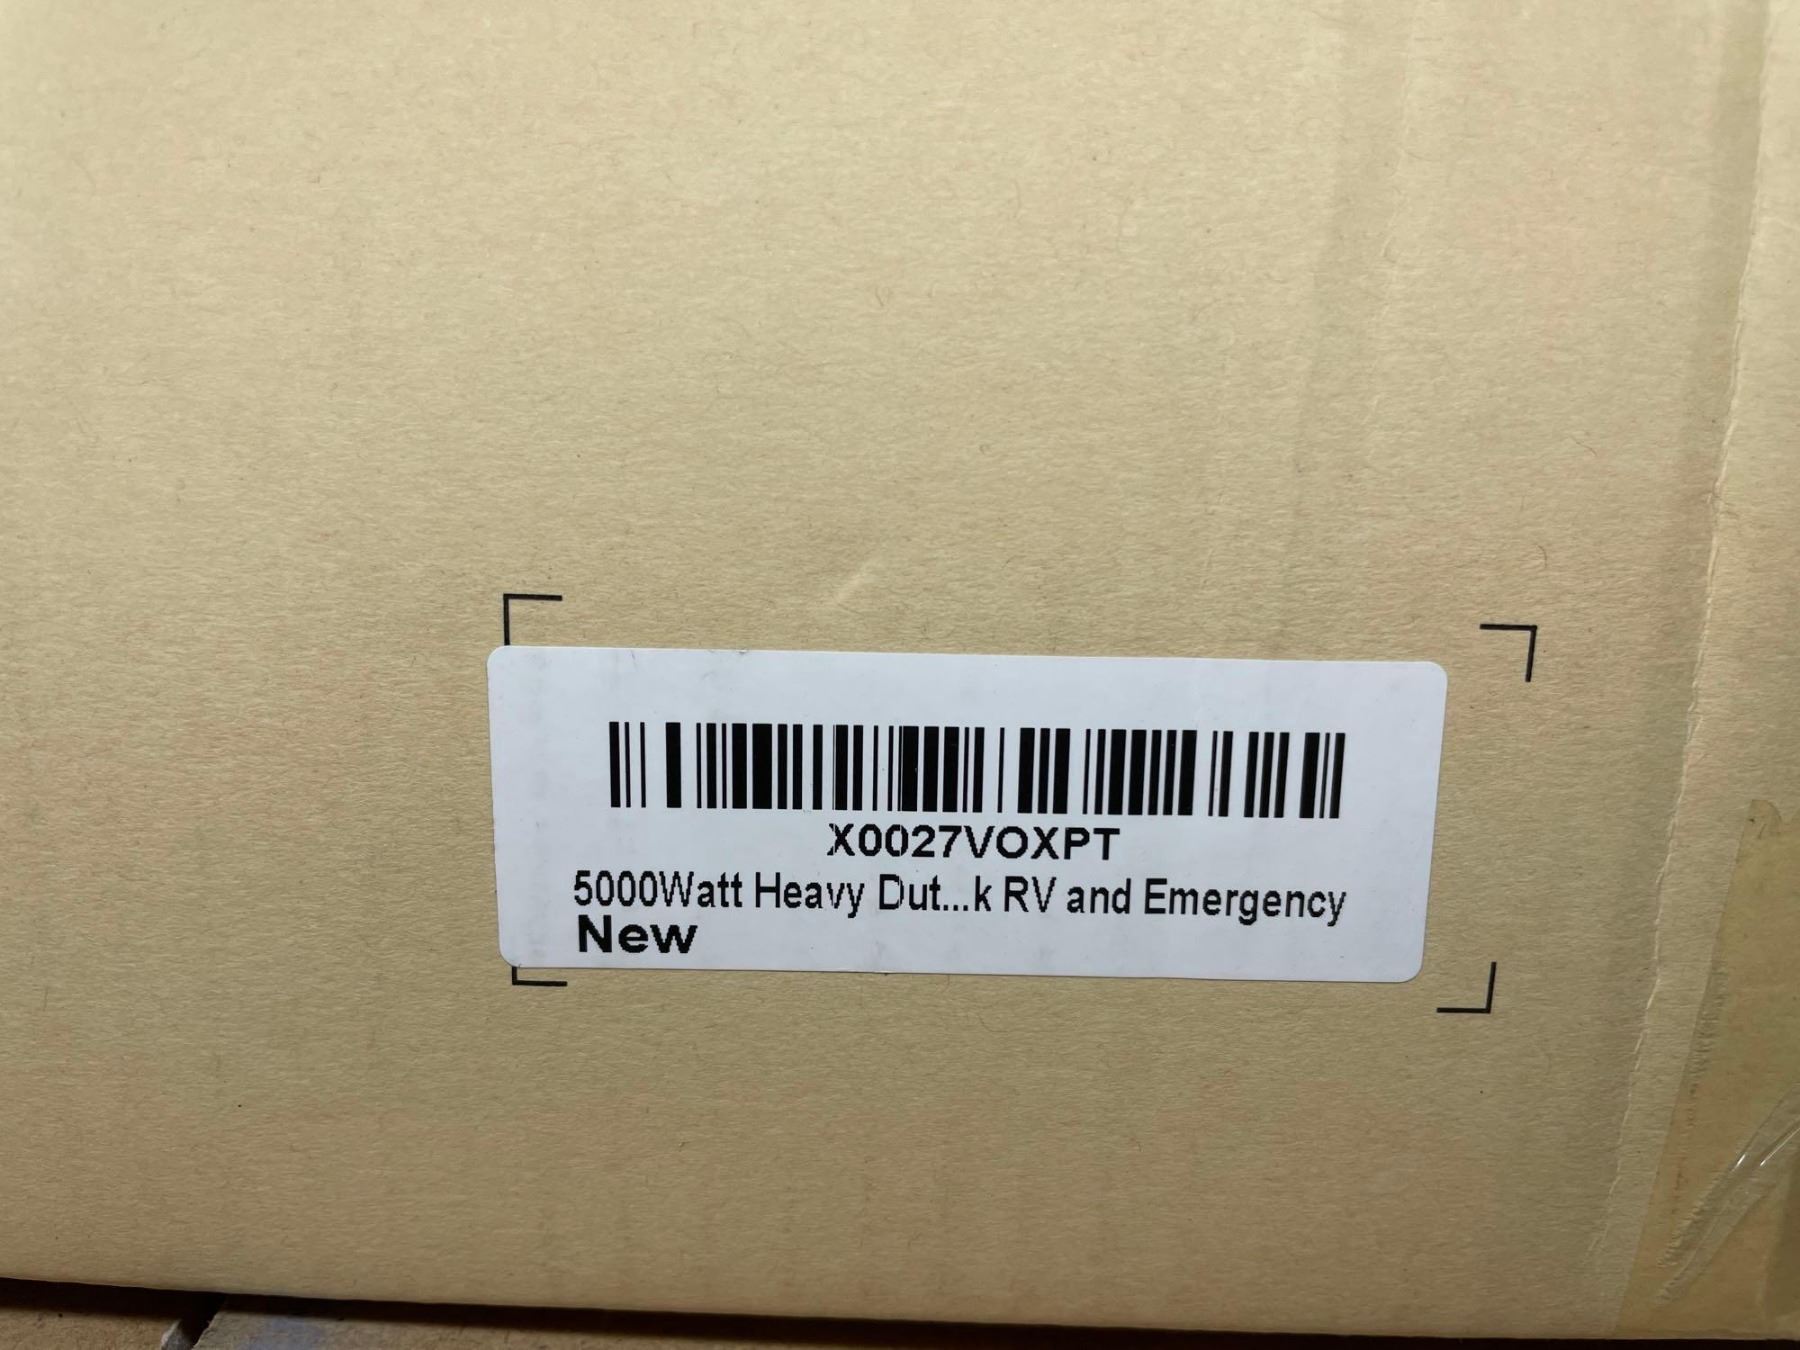 X0027VOXPT
5000Watt Heavy Dut...k RV and Emergency
New